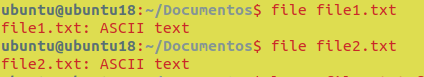 ubuntu@ubuntu18:~/Documentos$ file file1.txt
file1.txt: ASCII text
ubuntu@ubuntu18:~/Documentos$ file file2.txt
file2.txt: ASCII text